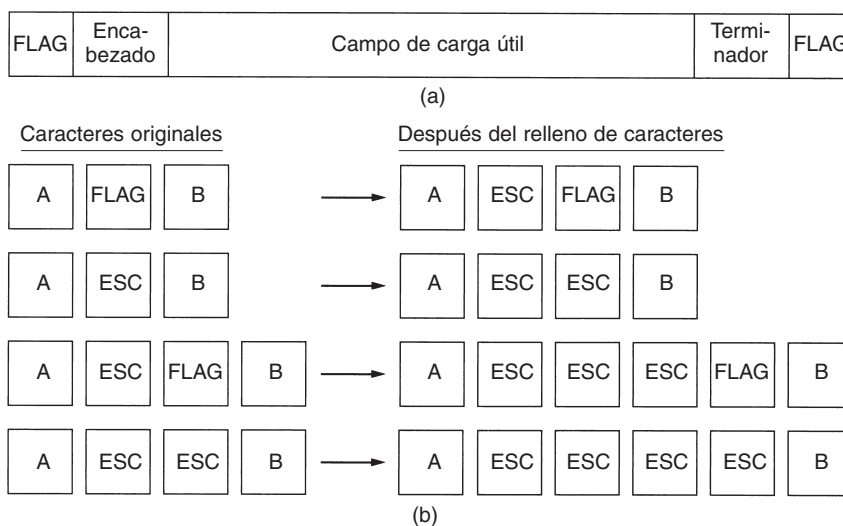 FLAG Enca-bezado Campo de carga útil Termi-nador FLAG
(a)
Caracteres originales Después del relleno de caracteres
A FLAG B A ESC FLAG B
A ESC B A ESC ESC B
A ESC FLAG B A ESC ESC ESC FLAG B
A ESC ESC B A ESC ESC ESC ESC B
(b)